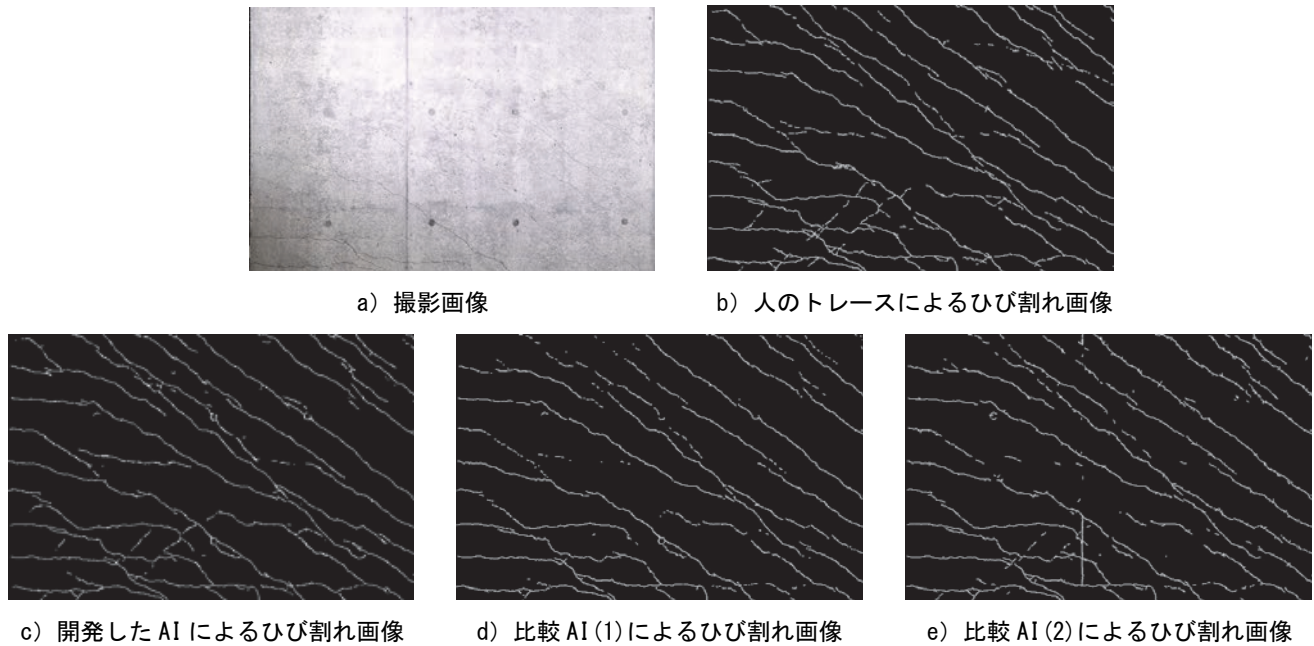 a) 撮影画像
b) 人のトレースによるひび割れ画像
c) 開発した AI によるひび割れ画像
d) 比較 AI(1)によるひび割れ画像
e) 比較 AI(2)によるひび割れ画像